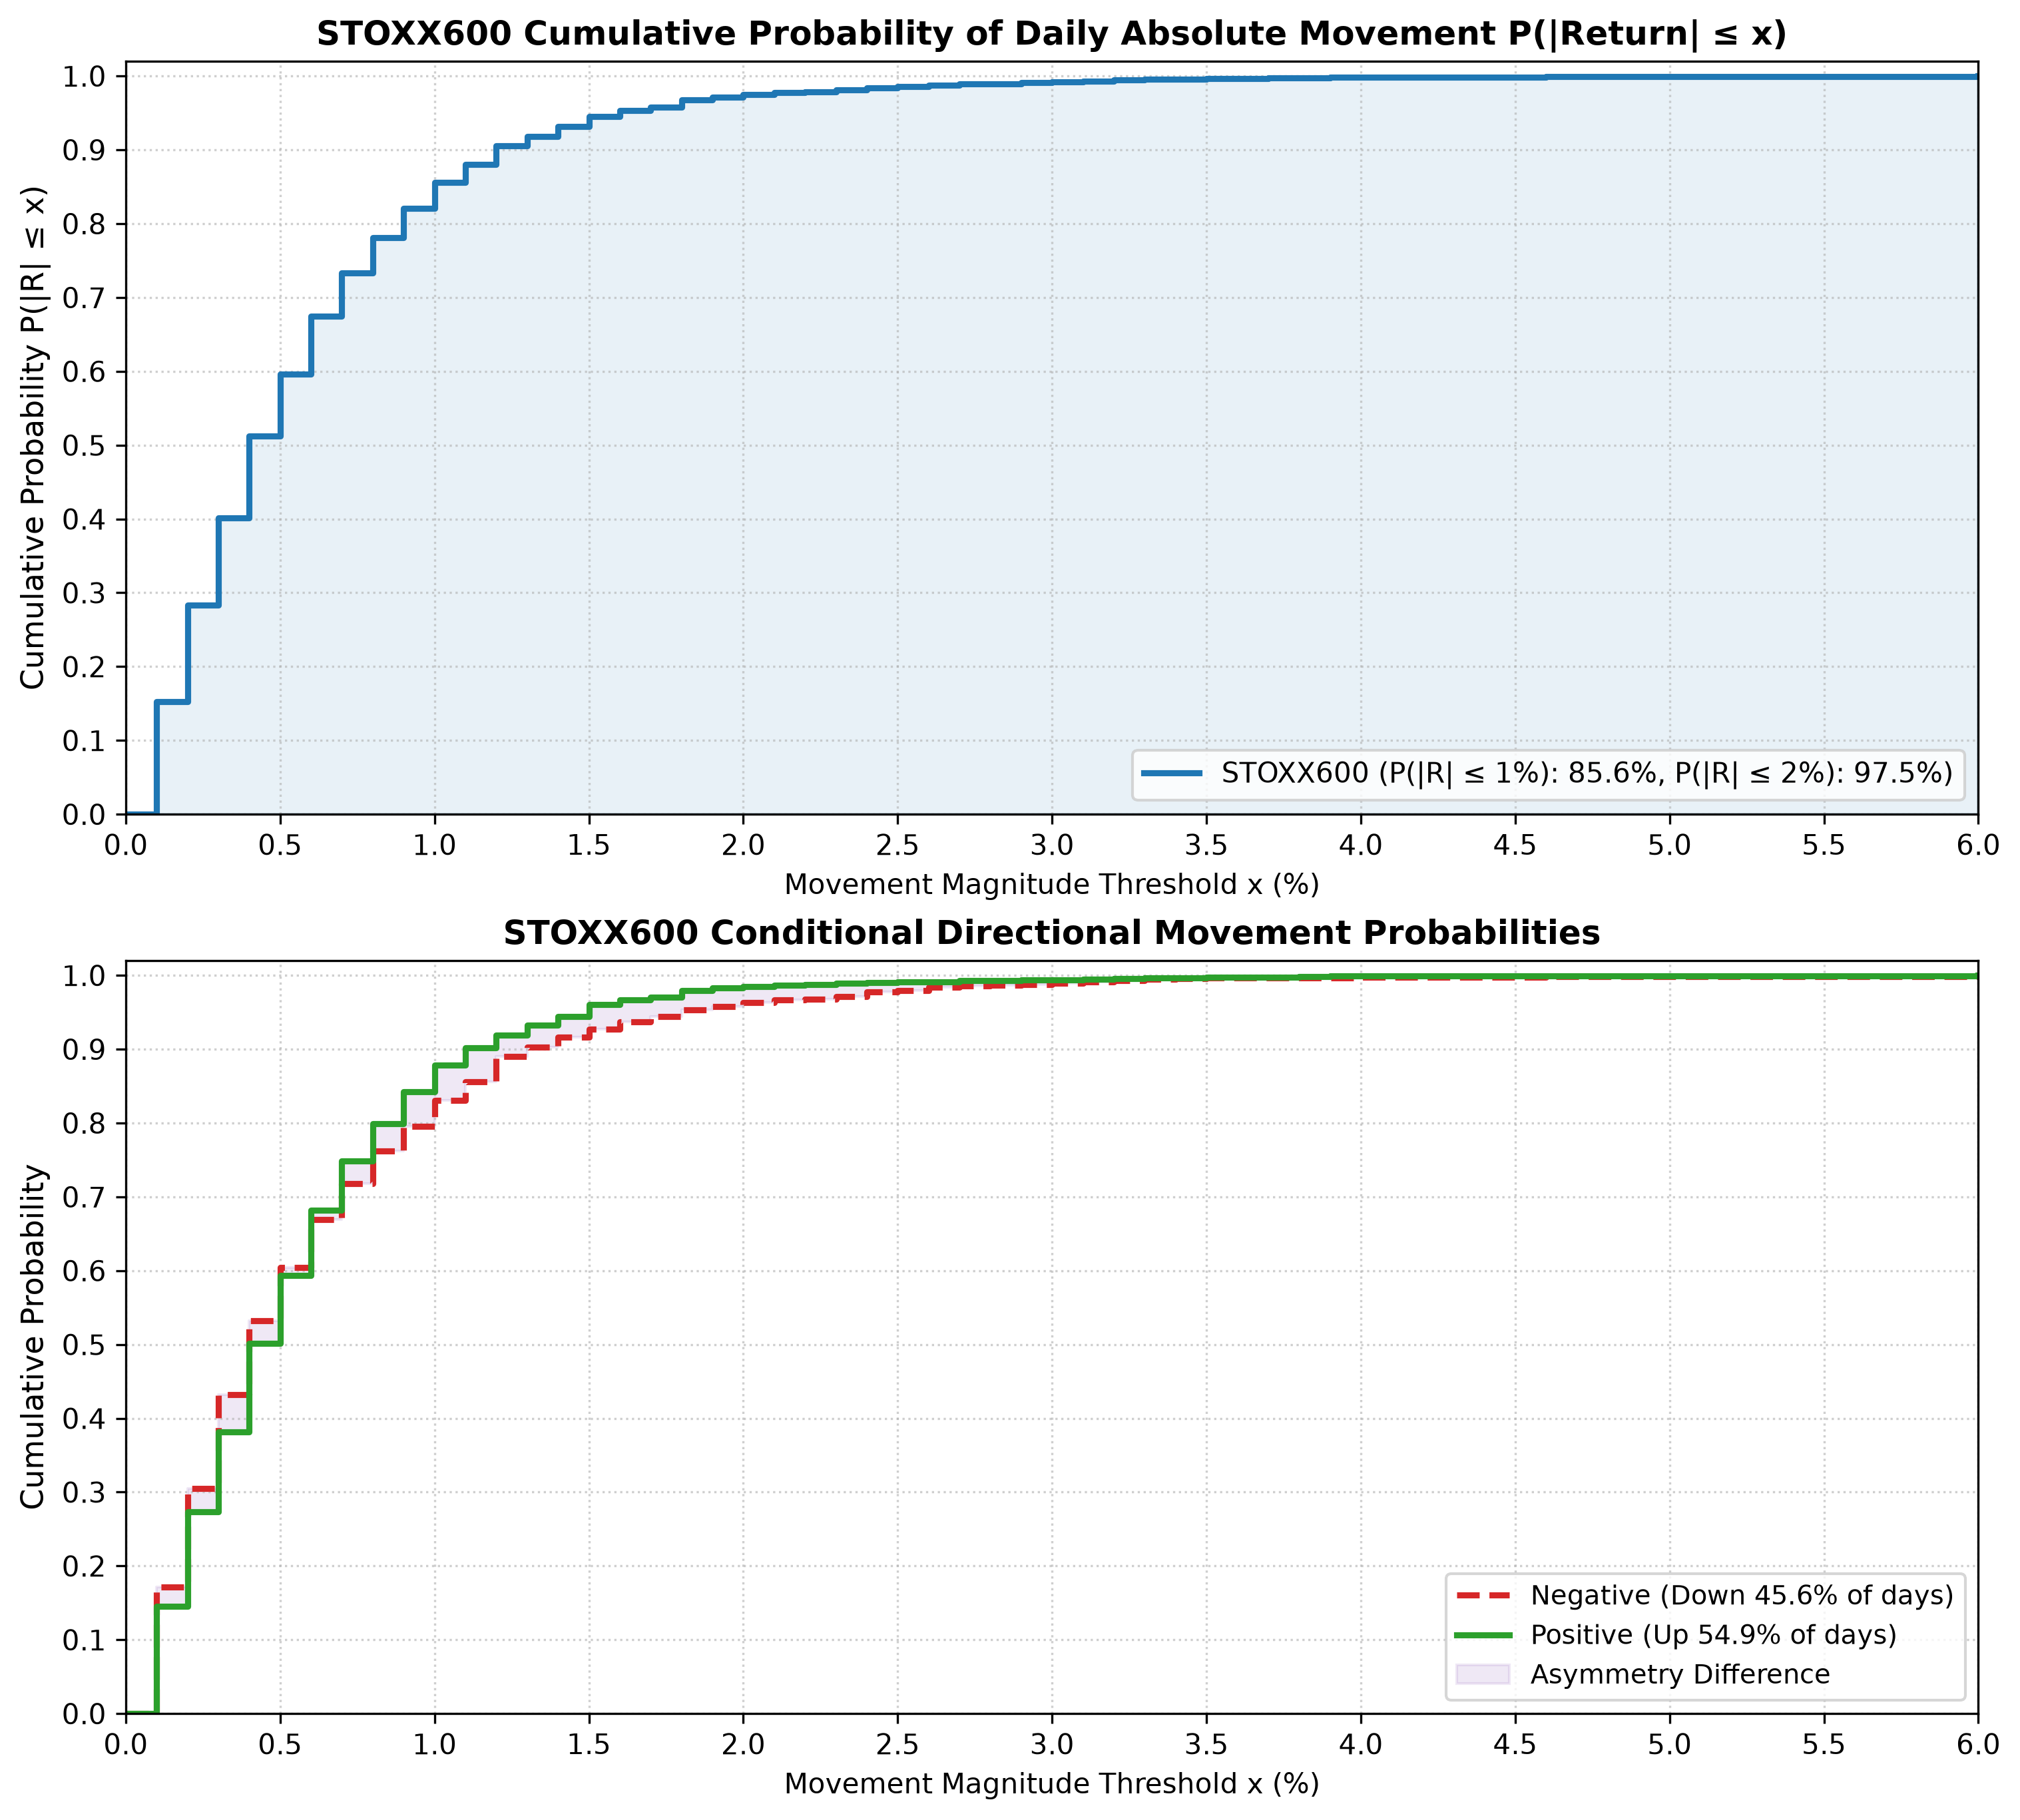 STOXX600 Cumulative Probability of Daily Absolute Movement P(|Return| ≤ x)
Cumulative Probability P(|R| ≤ x)
1.0
0.9
0.8
0.7
0.6
0.5
0.4
0.3
0.2
0.1
0.0
STOXX600 (P(|R| ≤ 1%): 85.6%, P(|R| ≤ 2%): 97.5%)
0.0 0.5 1.0 1.5 2.0 2.5 3.0 3.5 4.0 4.5 5.0 5.5 6.0
Movement Magnitude Threshold x (%)
STOXX600 Conditional Directional Movement Probabilities
Cumulative Probability
1.0
0.9
0.8
0.7
0.6
0.5
0.4
0.3
0.2
0.1
0.0
Negative (Down 45.6% of days)
Positive (Up 54.9% of days)
Asymmetry Difference
0.0 0.5 1.0 1.5 2.0 2.5 3.0 3.5 4.0 4.5 5.0 5.5 6.0
Movement Magnitude Threshold x (%)